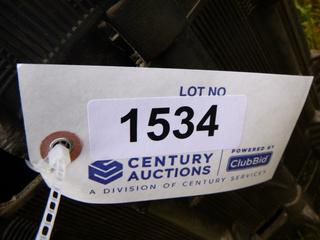 LOT NO
1534
CENTURY
AUCTIONS
POWERED BY
ClubBid
A DIVISION OF CENTURY SERVICES